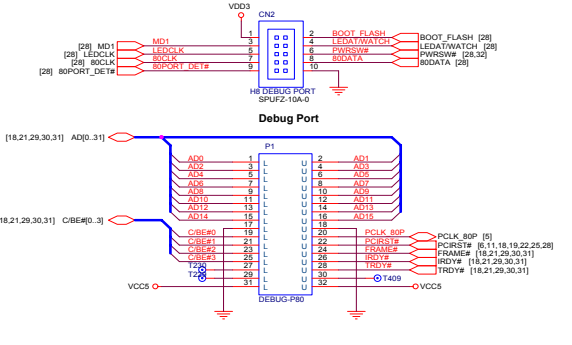 VDD3
CN2
1 2 BOOT_FLASH BOOT_FLASH [28]
[28] MD1 MD1 3 4 LEDAT/WATCH LEDAT/WATCH [28]
[28] LEDCLK LEDCLK 5 6 PWRSW# PWRSW# [28,32]
[28] 80CLK 80CLK 7 8 80DATA 80DATA [28]
[28] 80PORT_DET# 80PORT_DET# 9 10
H8 DEBUG PORT
SPUFZ-10A-0
Debug Port
[18,21,29,30,31] AD[0..31]
P1
AD0 1 L U 2 AD1
AD2 3 L U 4 AD3
AD4 5 L U 6 AD5
AD6 7 L U 8 AD7
AD8 9 L U 10 AD9
AD10 11 L U 12 AD11
AD12 13 L U 14 AD13
AD14 15 L U 16 AD15
17 L U 18
18,21,29,30,31] C/BE#[0..3]
C/BE#0 19 L U 20 PCLK_80P PCLK_80P [5]
C/BE#1 21 L U 22 PCIRST# PCIRST# [6,11,18,19,22,25,28]
C/BE#2 23 L U 24 FRAME# FRAME# [18,21,29,30,31]
C/BE#3 25 L U 26 IRDY# IRDY# [18,21,29,30,31]
T230 27 L U 28 TRDY# TRDY# [18,21,29,30,31]
29 L U 30 T409
VCC5 31 L U 32 VCC5
DEBUG-P80